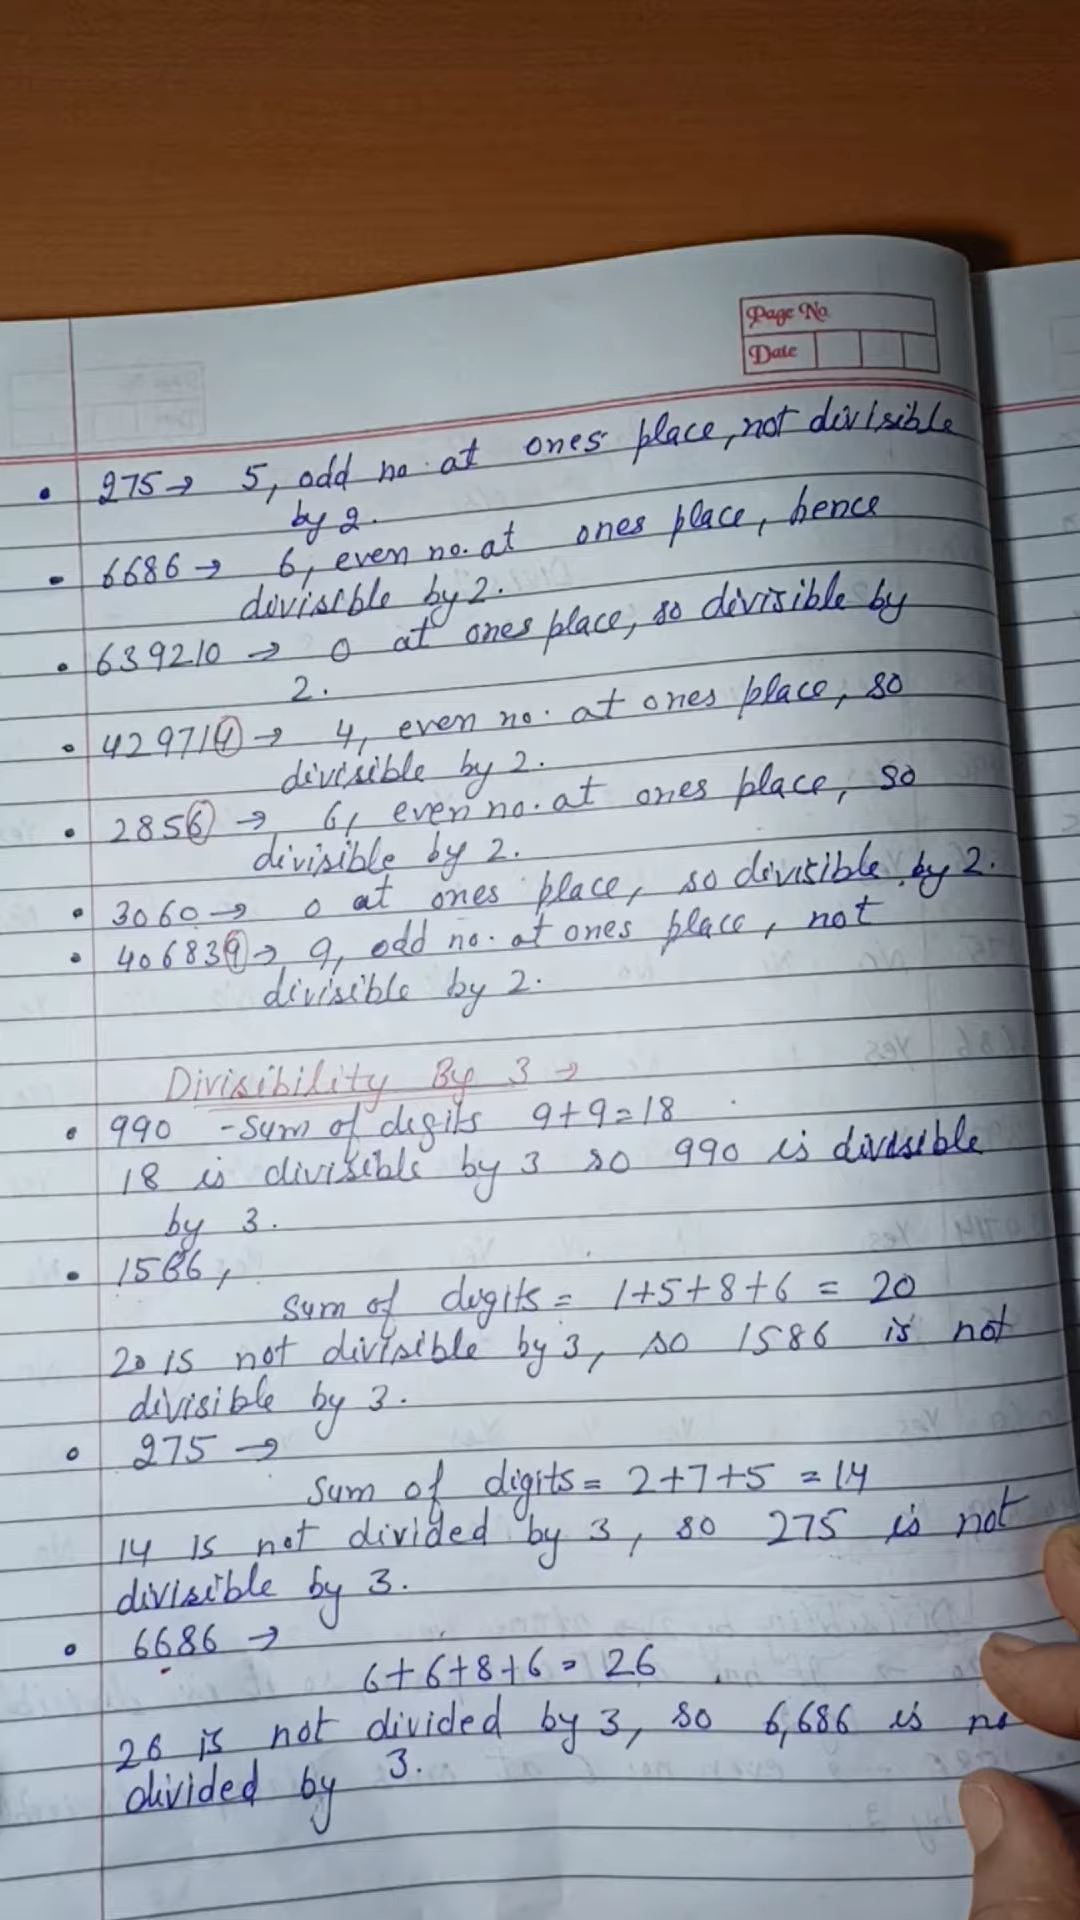 Page No.
Date
• 275 → 5, odd no. at ones place, not divisible
by 2.
• 6686 → 6, even no. at ones place, hence
divisible by 2.
• 639210 → 0 at ones place, so divisible by
2.
• 429714 → 4, even no. at ones place, so
divisible by 2.
• 2856 → 6, even no. at ones place, so
divisible by 2.
• 3060 → 0 at ones place, so divisible by 2.
• 406839 → 9, odd no. at ones place, not
divisible by 2.
Divisibility By 3 →
• 990 - Sum of degits 9+9=18
18 is divisible by 3 so 990 is divisible
by 3.
• 1586,
Sum of degits = 1+5+8+6 = 20
20 is not divisible by 3, so 1586 is not
divisible by 3.
• 275 →
Sum of digits = 2+7+5 = 14
14 is not divided by 3, so 275 is not
divisible by 3.
• 6686 →
6+6+8+6 = 26
26 is not divided by 3, so 6,686 is no
divided by 3.